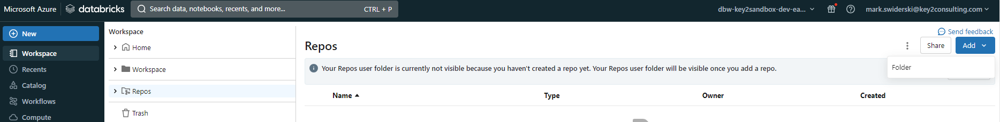 Microsoft Azure databricks Search data, notebooks, recents, and more... CTRL + P dbw-key2sandbox-dev-ea... mark.swiderski@key2consulting.com
New
Workspace
Recents
Catalog
Workflows
Compute
Workspace
Home
Workspace
Repos
Trash
Send feedback
Repos
Share
Add
Folder
Your Repos user folder is currently not visible because you haven't created a repo yet. Your Repos user folder will be visible once you add a repo.
Name Type Owner Created